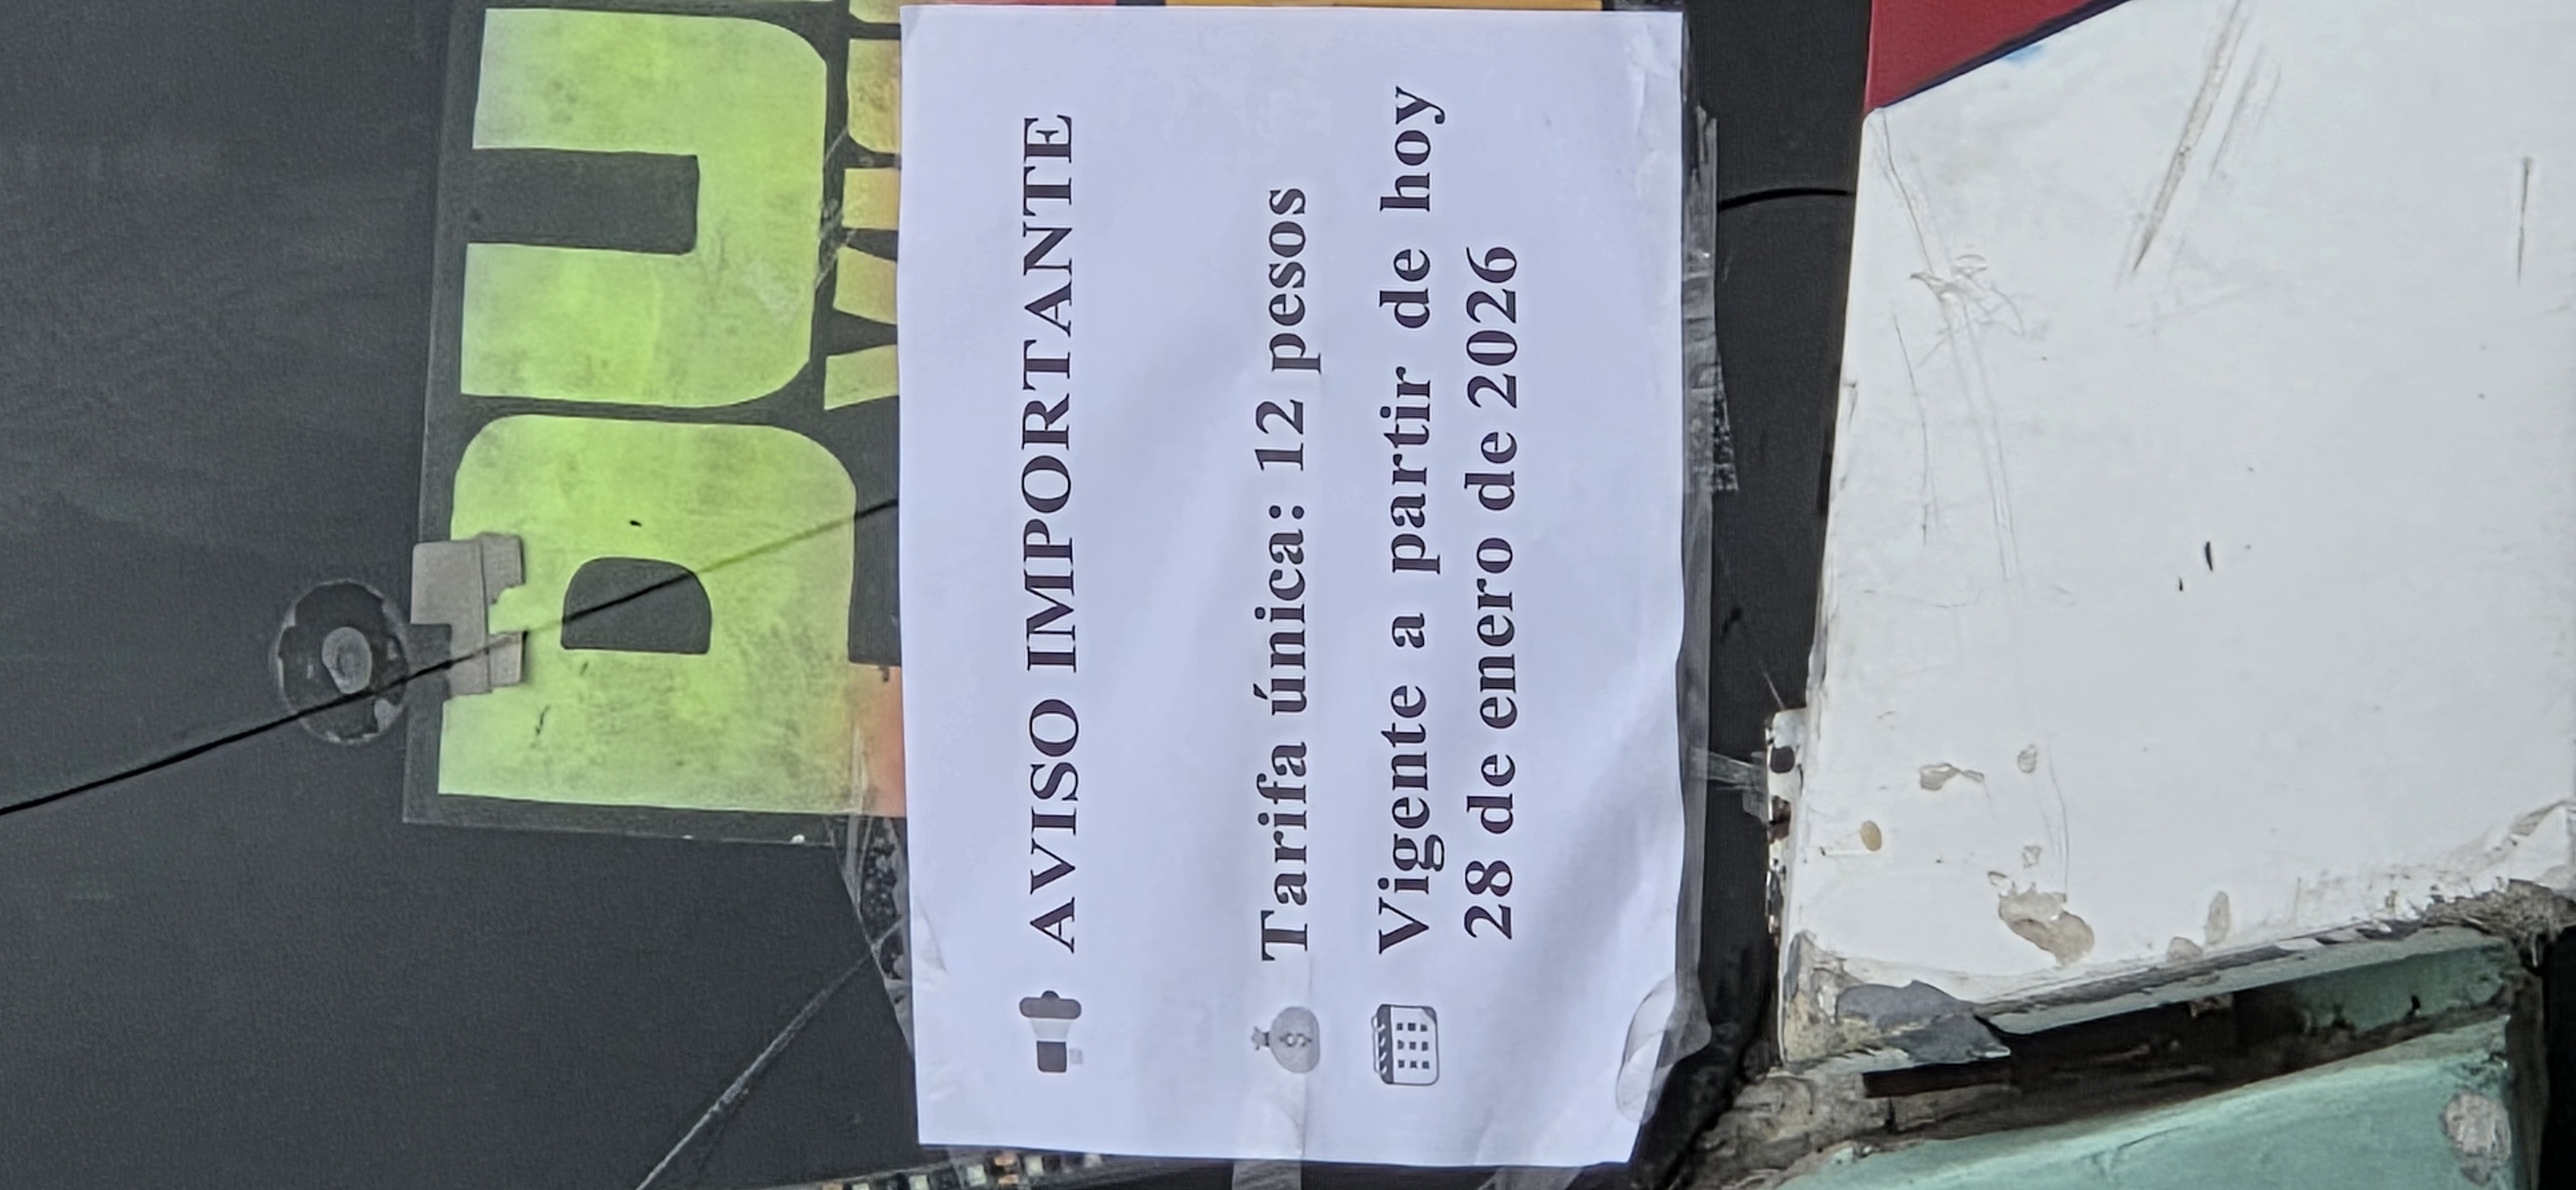 AVISO IMPORTANTE
Tarifa única: 12 pesos
Vigente a partir de hoy
28 de enero de 2026